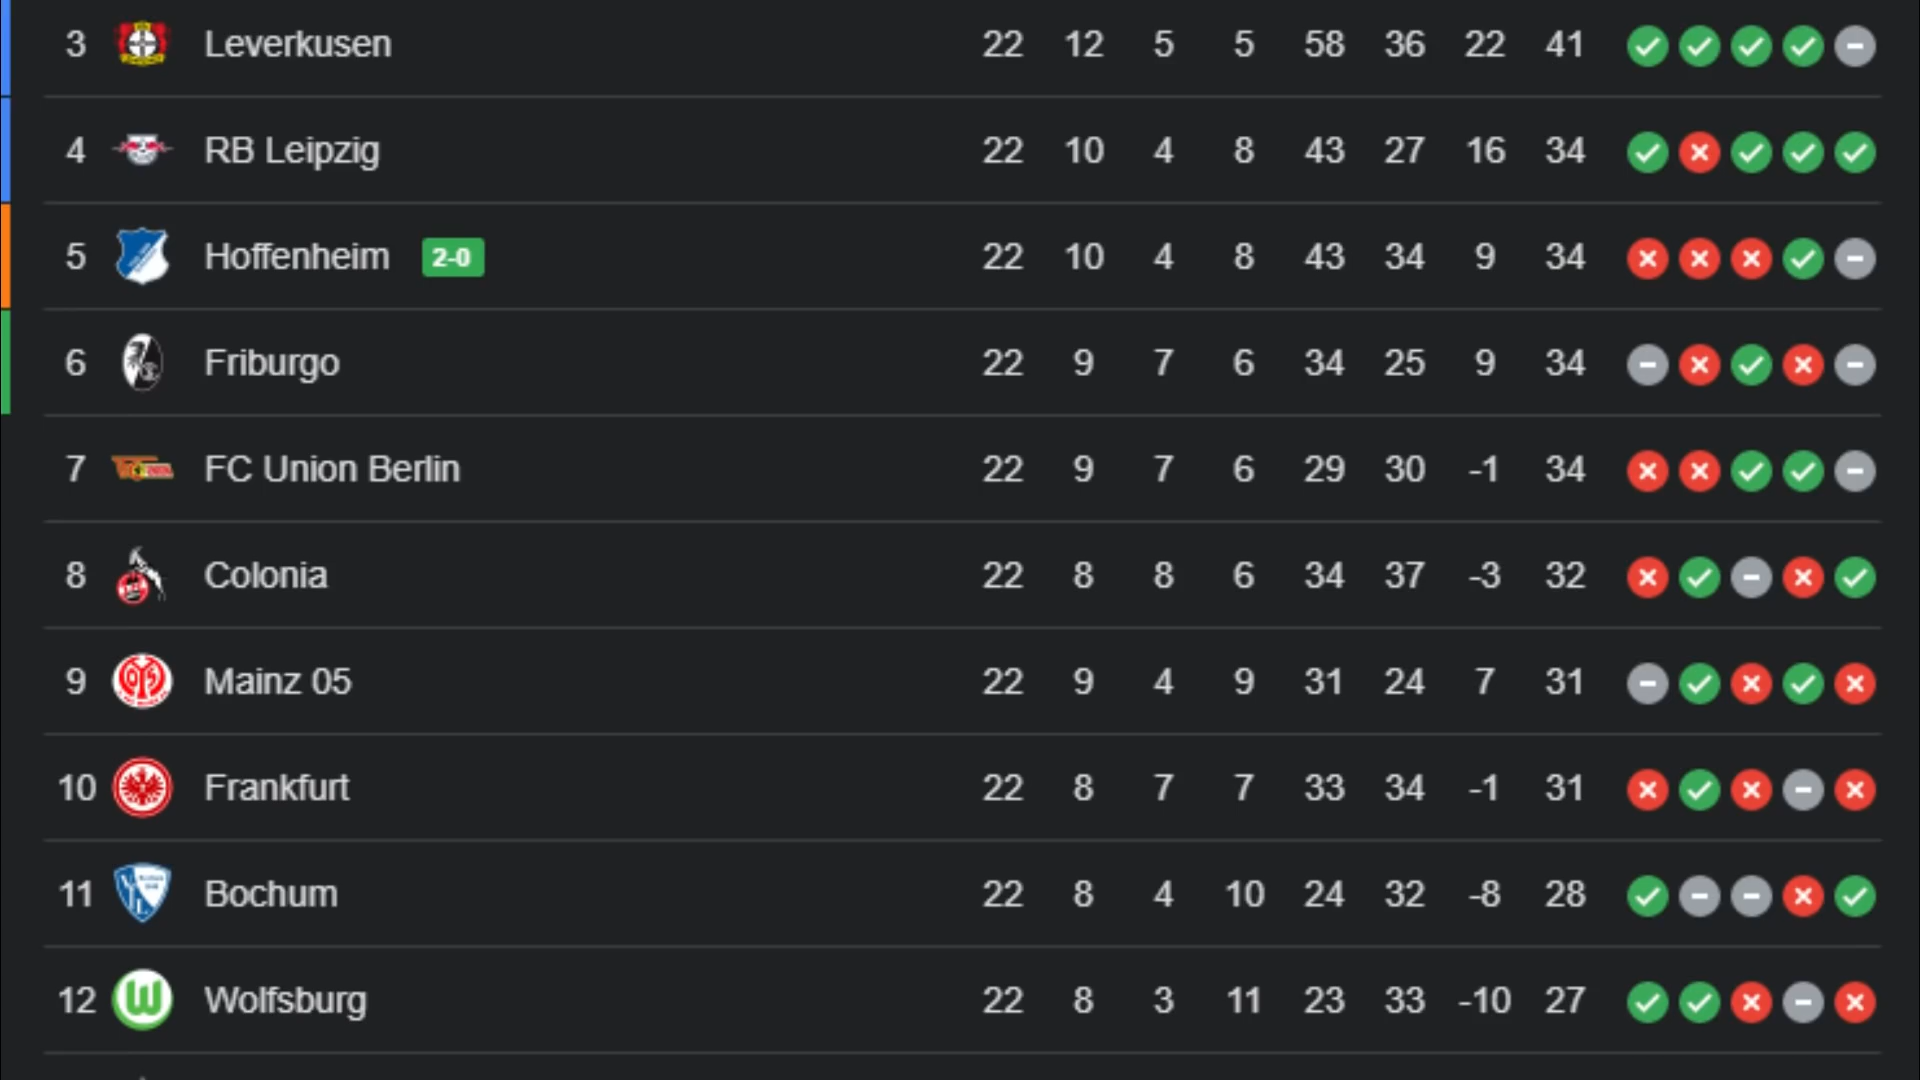 3 Leverkusen 22 12 5 5 58 36 22 41
4 RB Leipzig 22 10 4 8 43 27 16 34
5 Hoffenheim 2-0 22 10 4 8 43 34 9 34
6 Friburgo 22 9 7 6 34 25 9 34
7 FC Union Berlin 22 9 7 6 29 30 -1 34
8 Colonia 22 8 8 6 34 37 -3 32
9 Mainz 05 22 9 4 9 31 24 7 31
10 Frankfurt 22 8 7 7 33 34 -1 31
11 Bochum 22 8 4 10 24 32 -8 28
12 Wolfsburg 22 8 3 11 23 33 -10 27